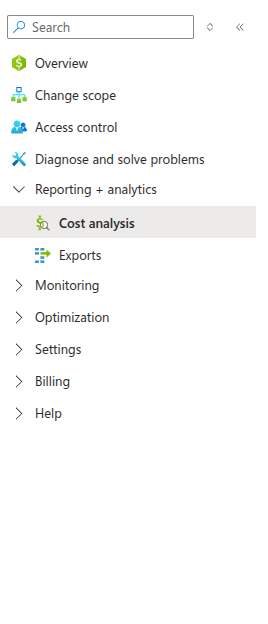 Search
Overview
Change scope
Access control
Diagnose and solve problems
Reporting + analytics
Cost analysis
Exports
Monitoring
Optimization
Settings
Billing
Help